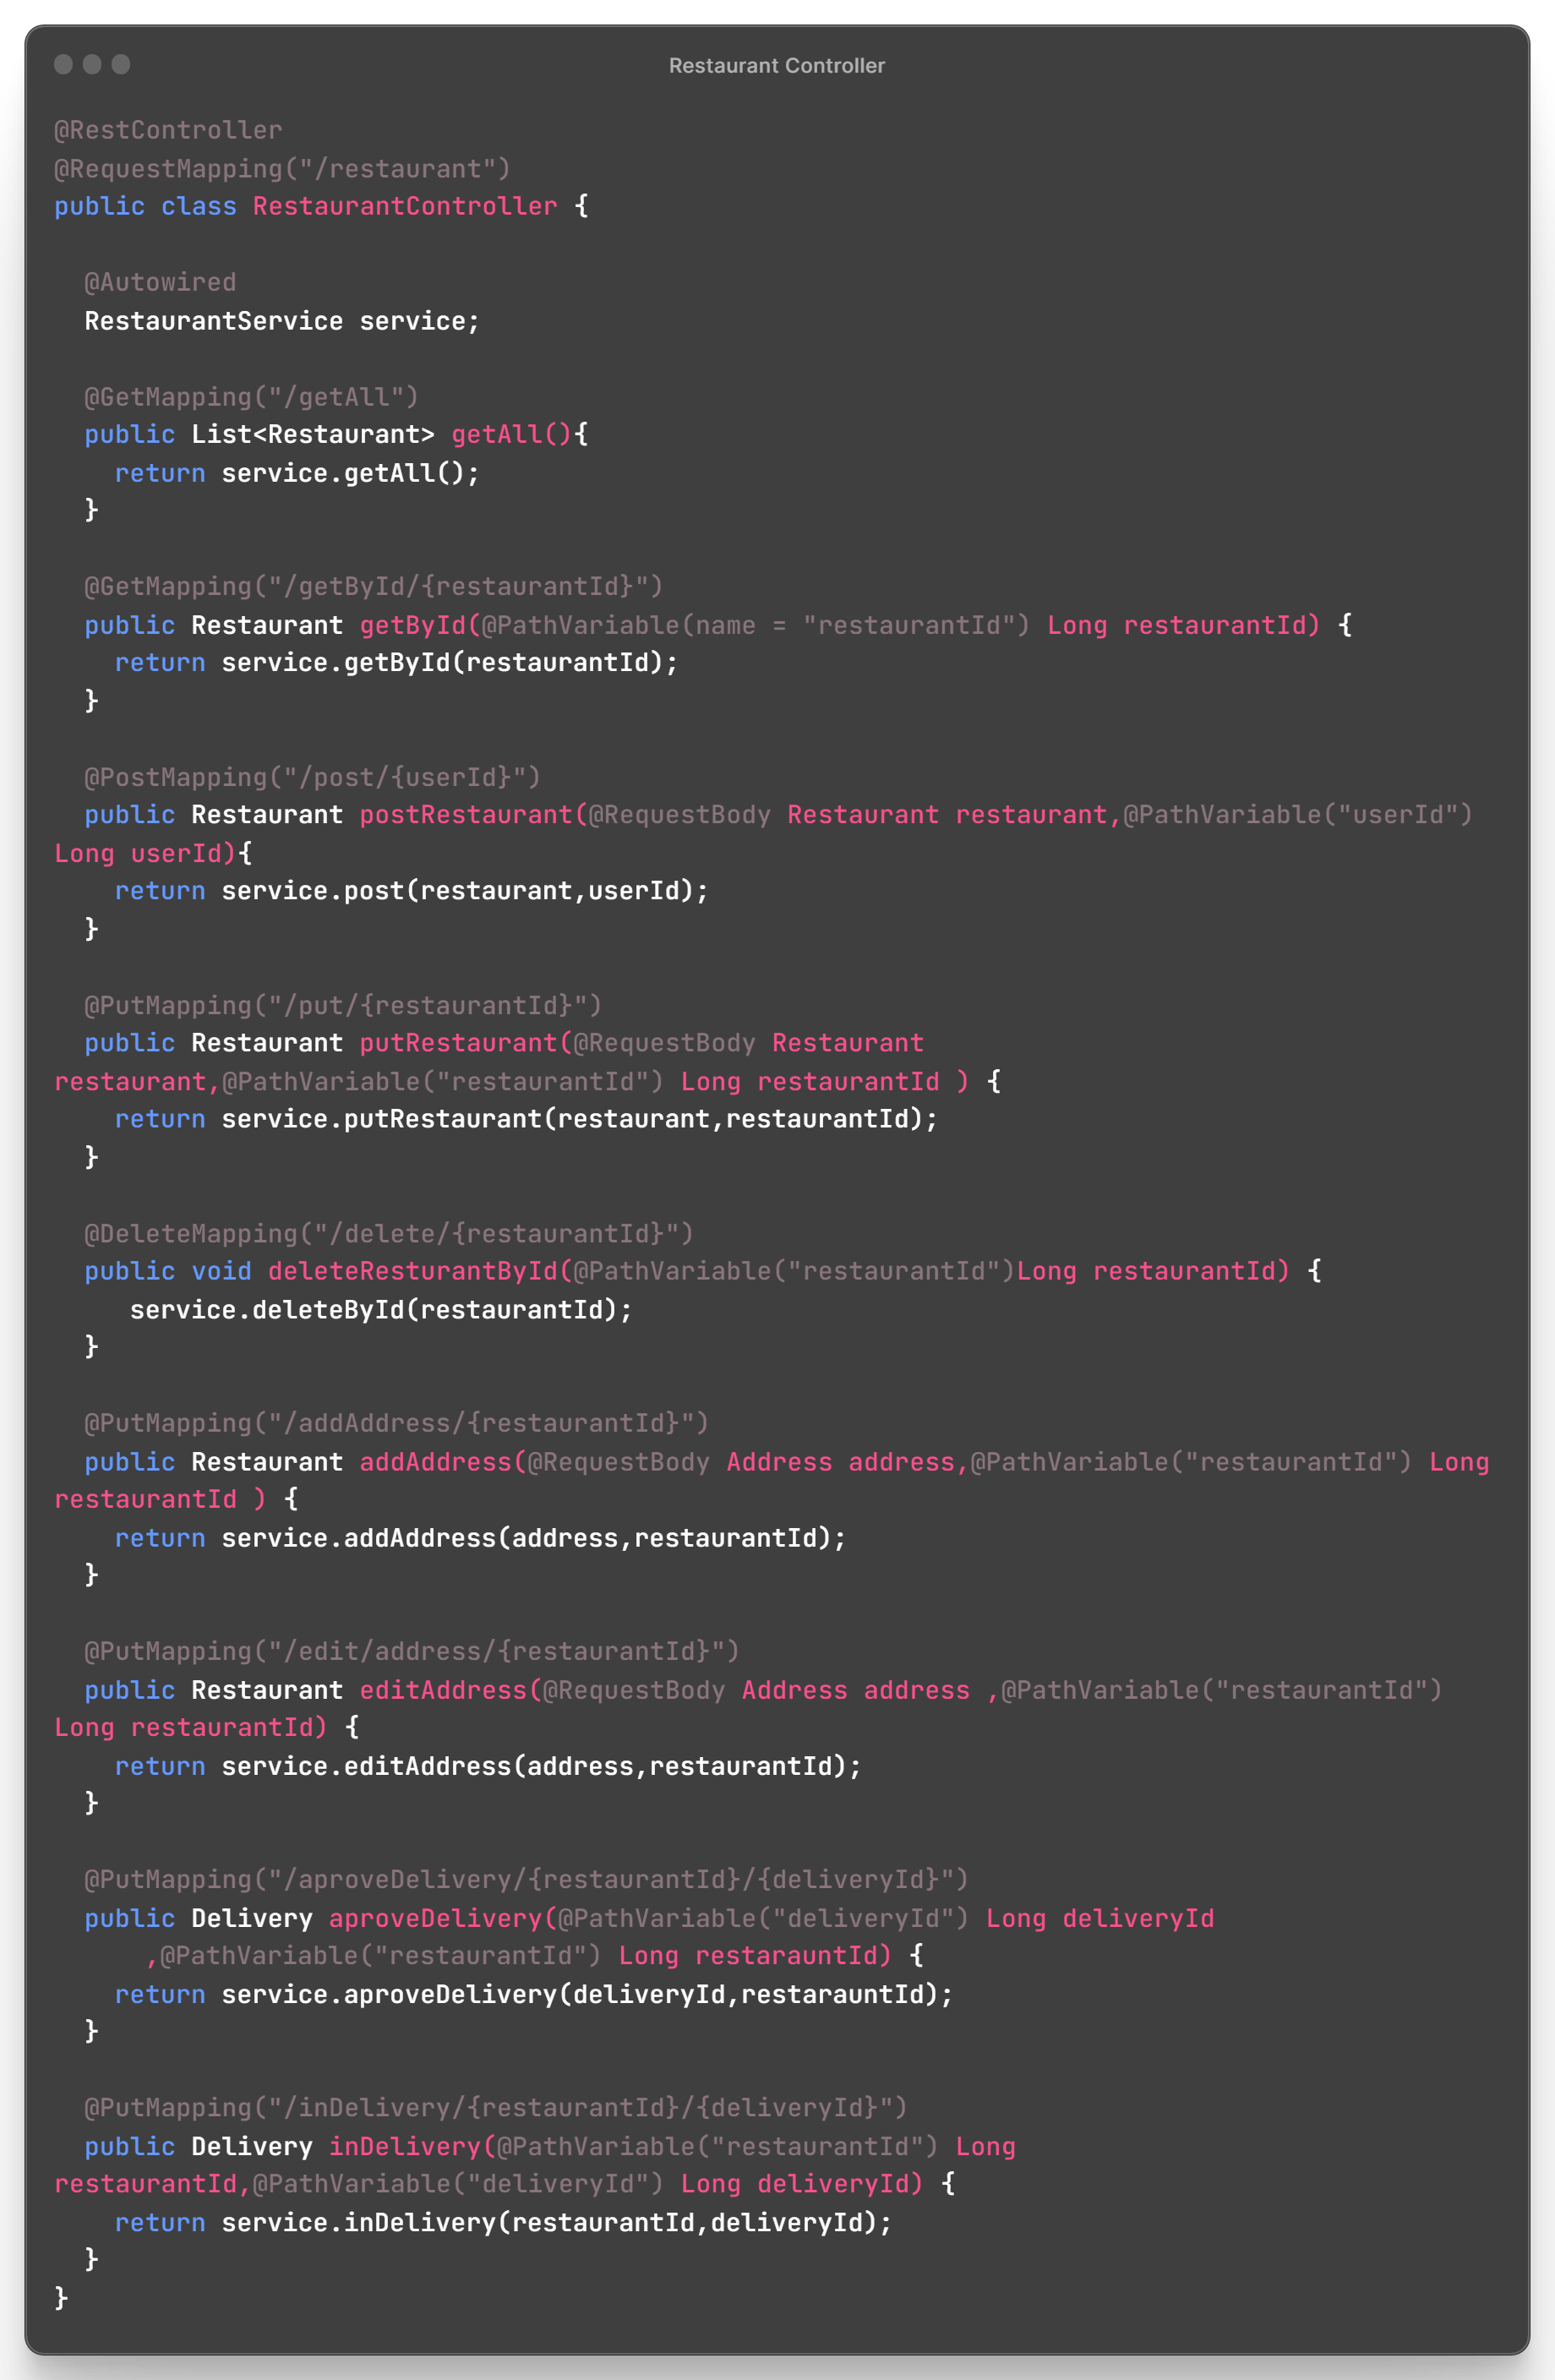 Restaurant Controller
@RestController
@RequestMapping("/restaurant")
public class RestaurantController {
  @Autowired
  RestaurantService service;
  @GetMapping("/getAll")
  public List<Restaurant> getAll(){
    return service.getAll();
  }
  @GetMapping("/getById/{restaurantId}")
  public Restaurant getById(@PathVariable(name = "restaurantId") Long restaurantId) {
    return service.getById(restaurantId);
  }
  @PostMapping("/post/{userId}")
  public Restaurant postRestaurant(@RequestBody Restaurant restaurant,@PathVariable("userId")
Long userId){
    return service.post(restaurant,userId);
  }
  @PutMapping("/put/{restaurantId}")
  public Restaurant putRestaurant(@RequestBody Restaurant
restaurant,@PathVariable("restaurantId") Long restaurantId ) {
    return service.putRestaurant(restaurant,restaurantId);
  }
  @DeleteMapping("/delete/{restaurantId}")
  public void deleteResturantById(@PathVariable("restaurantId")Long restaurantId) {
     service.deleteById(restaurantId);
  }
  @PutMapping("/addAddress/{restaurantId}")
  public Restaurant addAddress(@RequestBody Address address,@PathVariable("restaurantId") Long
restaurantId ) {
    return service.addAddress(address,restaurantId);
  }
  @PutMapping("/edit/address/{restaurantId}")
  public Restaurant editAddress(@RequestBody Address address ,@PathVariable("restaurantId")
Long restaurantId) {
    return service.editAddress(address,restaurantId);
  }
  @PutMapping("/aproveDelivery/{restaurantId}/{deliveryId}")
  public Delivery aproveDelivery(@PathVariable("deliveryId") Long deliveryId
      ,@PathVariable("restaurantId") Long restarauntId) {
    return service.aproveDelivery(deliveryId,restarauntId);
  }
  @PutMapping("/inDelivery/{restaurantId}/{deliveryId}")
  public Delivery inDelivery(@PathVariable("restaurantId") Long
restaurantId,@PathVariable("deliveryId") Long deliveryId) {
    return service.inDelivery(restaurantId,deliveryId);
  }
}